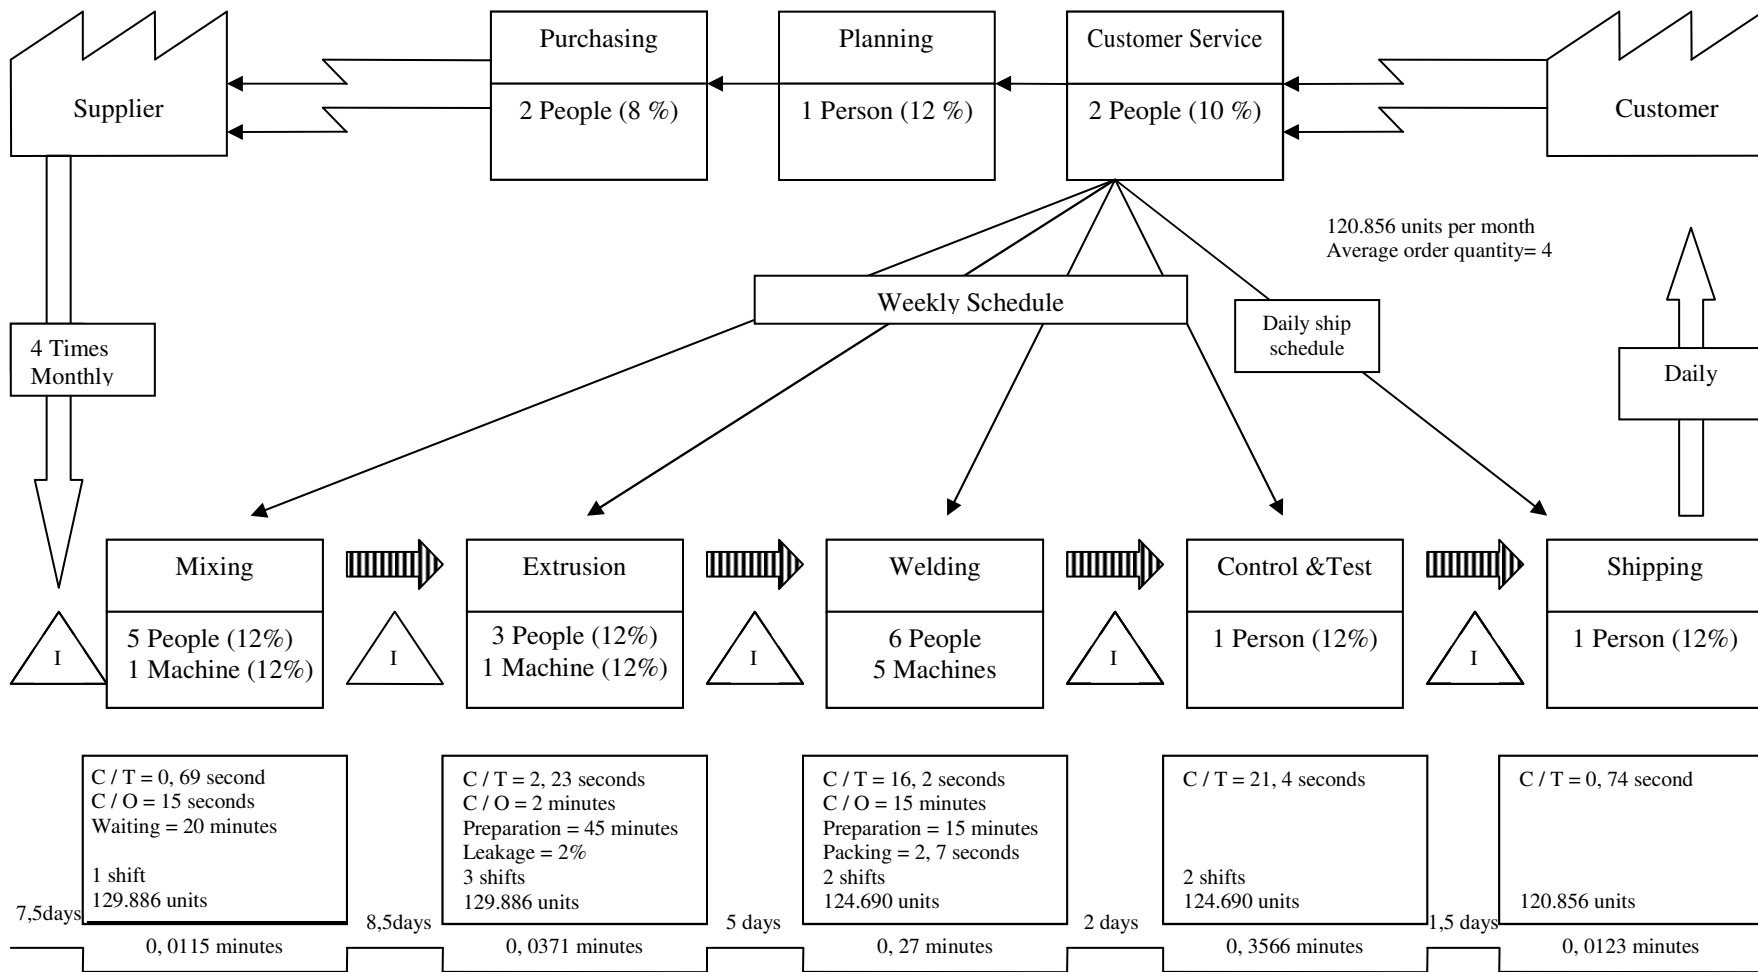 Supplier
Purchasing
2 People (8 %)
Planning
1 Person (12 %)
Customer Service
2 People (10 %)
Customer
120.856 units per month
Average order quantity= 4
Weekly Schedule
Daily ship
schedule
4 Times
Monthly
Daily
I
Mixing
5 People (12%)
1 Machine (12%)
I
Extrusion
3 People (12%)
1 Machine (12%)
I
Welding
6 People
5 Machines
I
Control &Test
1 Person (12%)
I
Shipping
1 Person (12%)
7,5days
C / T = 0, 69 second
C / O = 15 seconds
Waiting = 20 minutes
1 shift
129.886 units
0, 0115 minutes
8,5days
C / T = 2, 23 seconds
C / O = 2 minutes
Preparation = 45 minutes
Leakage = 2%
3 shifts
129.886 units
0, 0371 minutes
5 days
C / T = 16, 2 seconds
C / O = 15 minutes
Preparation = 15 minutes
Packing = 2, 7 seconds
2 shifts
124.690 units
0, 27 minutes
2 days
C / T = 21, 4 seconds
2 shifts
124.690 units
0, 3566 minutes
1,5 days
C / T = 0, 74 second
120.856 units
0, 0123 minutes